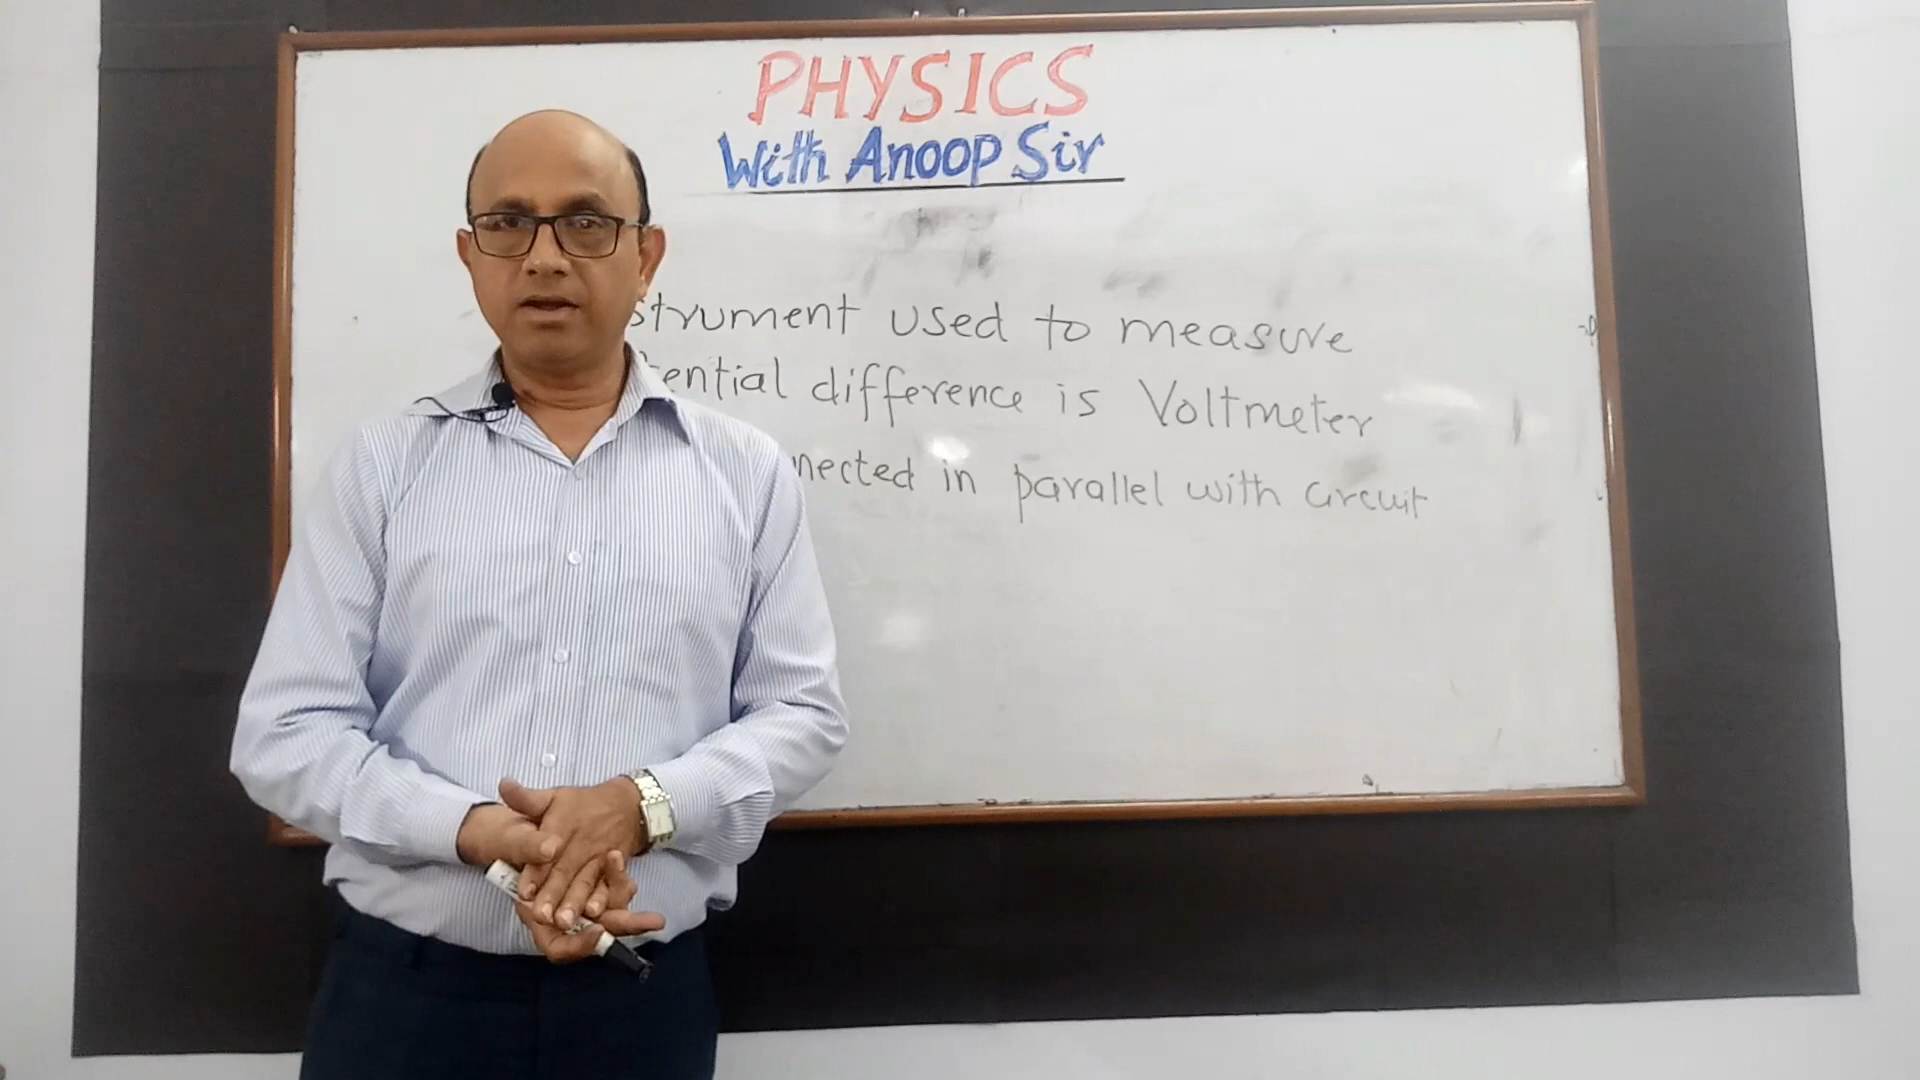 PHYSICS
With Anoop Sir
strument used to measure
ential difference is Voltmeter
nected in parallel with circuit